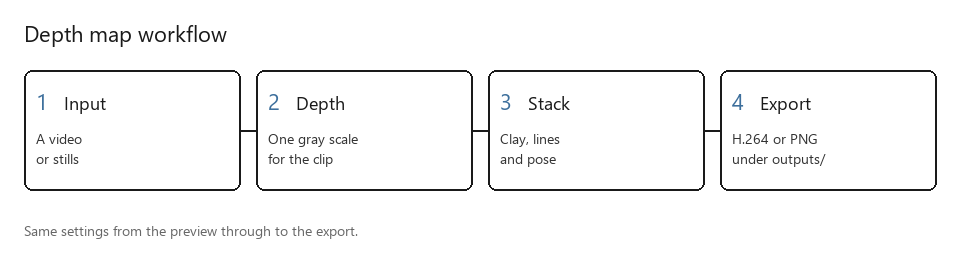 Depth map workflow
1 Input
A video
or stills
2 Depth
One gray scale
for the clip
3 Stack
Clay, lines
and pose
4 Export
H.264 or PNG
under outputs/
Same settings from the preview through to the export.